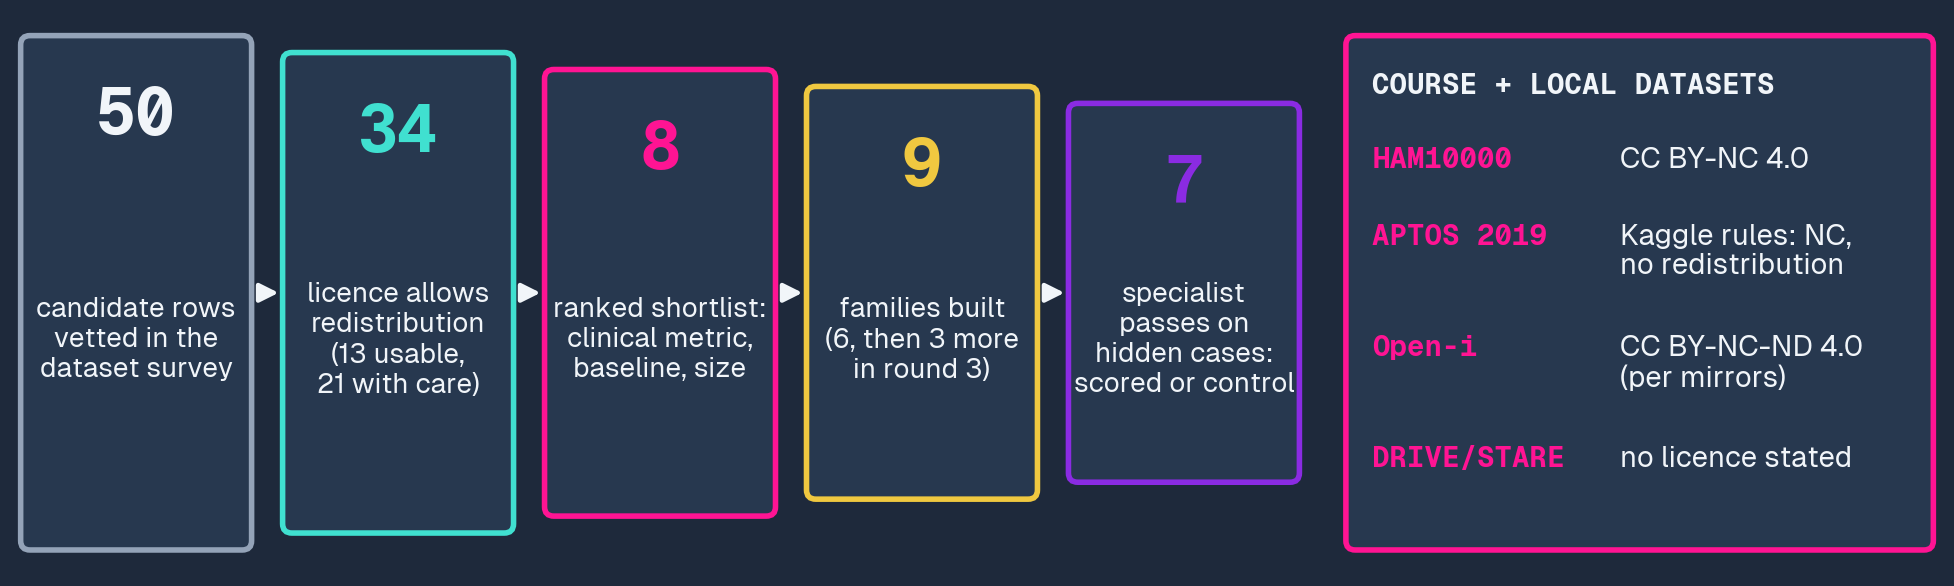 50
candidate rows
vetted in the
dataset survey
34
licence allows
redistribution
(13 usable,
21 with care)
8
ranked shortlist:
clinical metric,
baseline, size
9
families built
(6, then 3 more
in round 3)
7
specialist
passes on
hidden cases:
scored or control
COURSE + LOCAL DATASETS
HAM10000 CC BY-NC 4.0
APTOS 2019 Kaggle rules: NC,
no redistribution
Open-i CC BY-NC-ND 4.0
(per mirrors)
DRIVE/STARE no licence stated